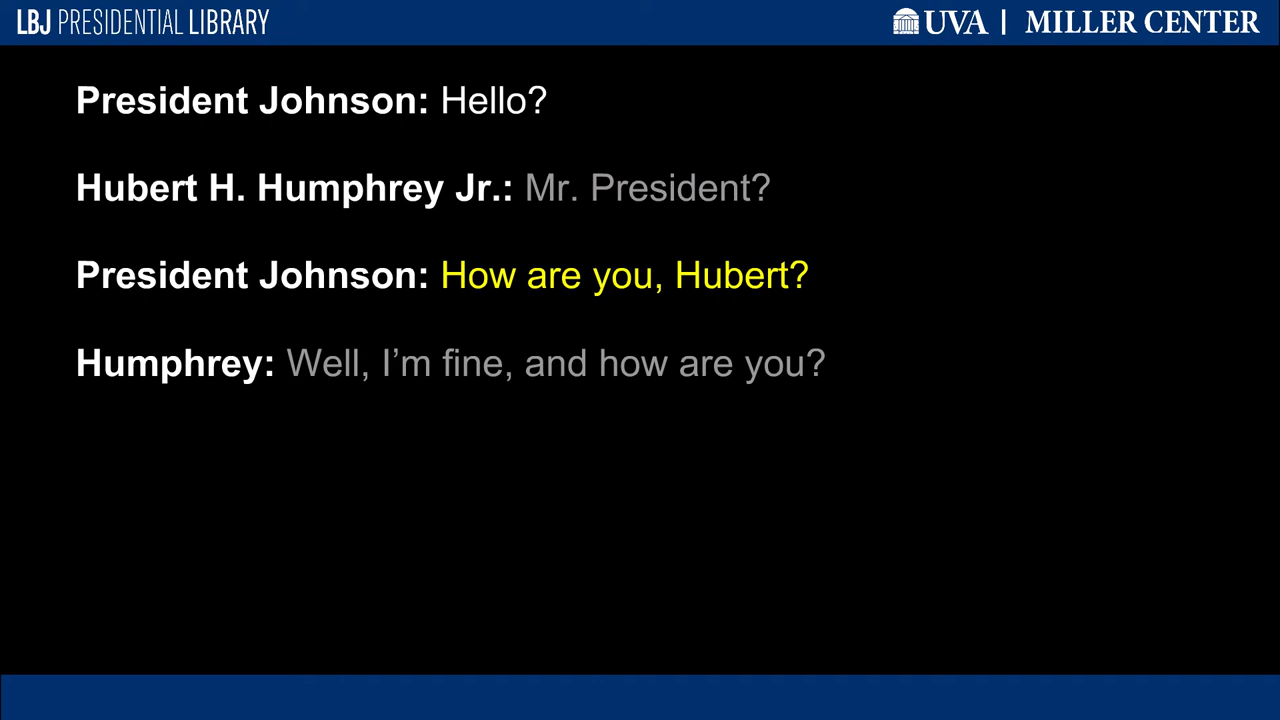 LBJ PRESIDENTIAL LIBRARY
UVA | MILLER CENTER
President Johnson: Hello?
Hubert H. Humphrey Jr.: Mr. President?
President Johnson: How are you, Hubert?
Humphrey: Well, I’m fine, and how are you?